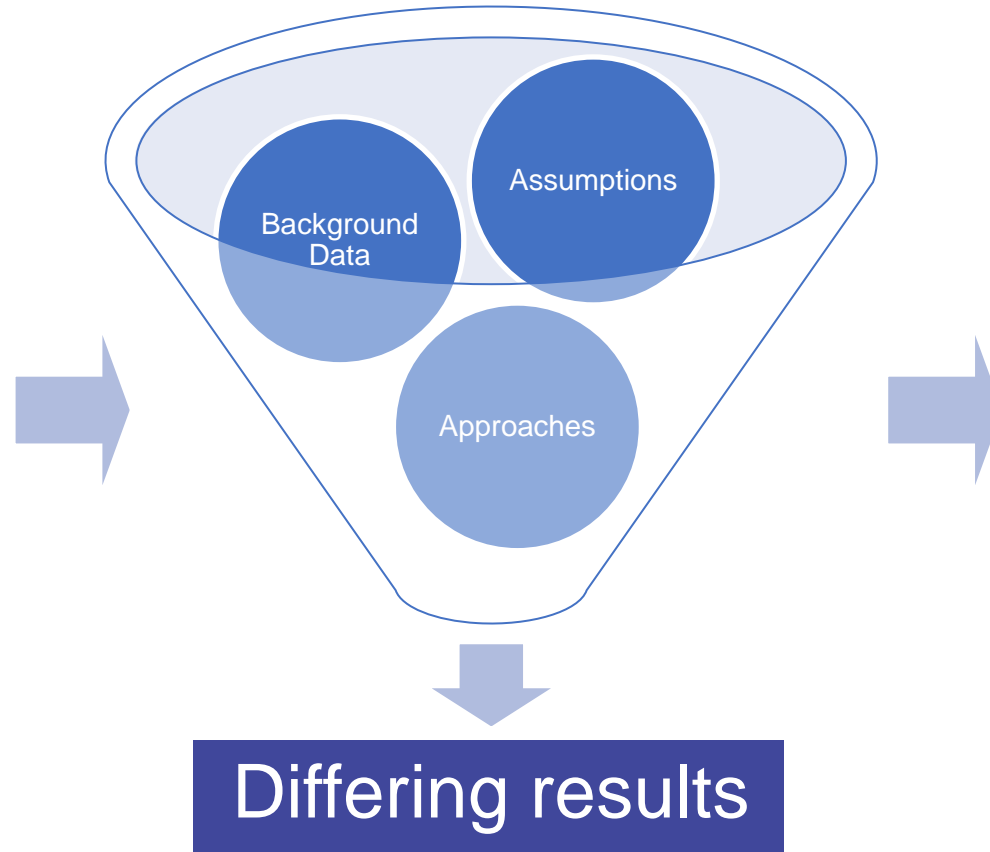 Assumptions
Background
Data
Approaches
Differing results